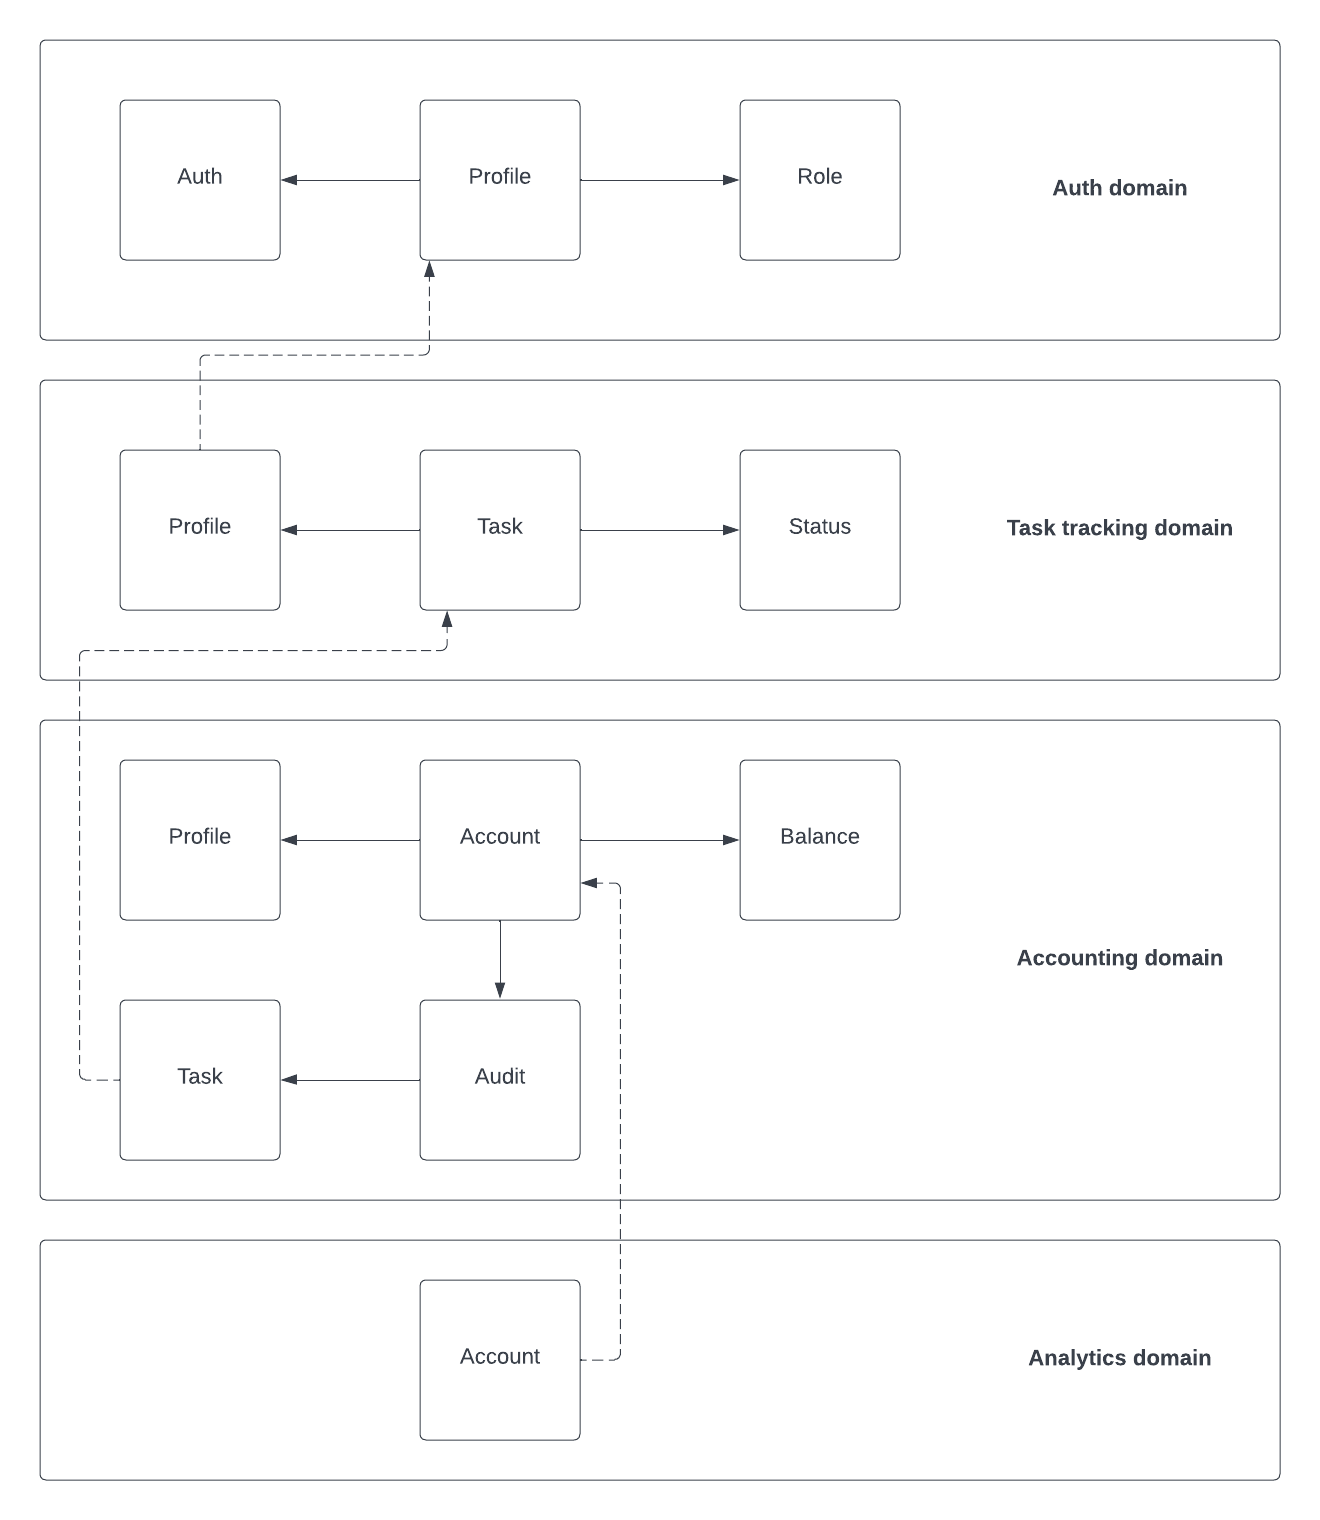 Auth
Profile
Role
Auth domain
Profile
Task
Status
Task tracking domain
Profile
Account
Balance
Accounting domain
Task
Audit
Account
Analytics domain